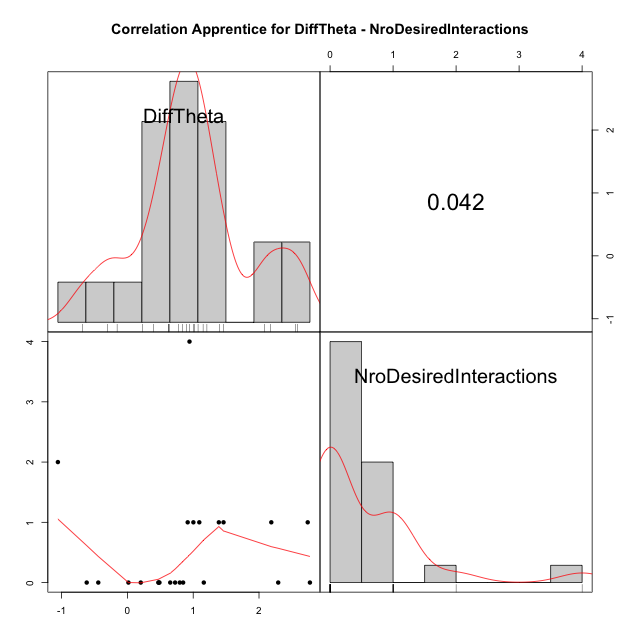 Correlation Apprentice for DiffTheta - NroDesiredInteractions
0 1 2 3 4
DiffTheta
0.042
2
1
0
-1
NroDesiredInteractions
4
3
2
1
0
-1 0 1 2